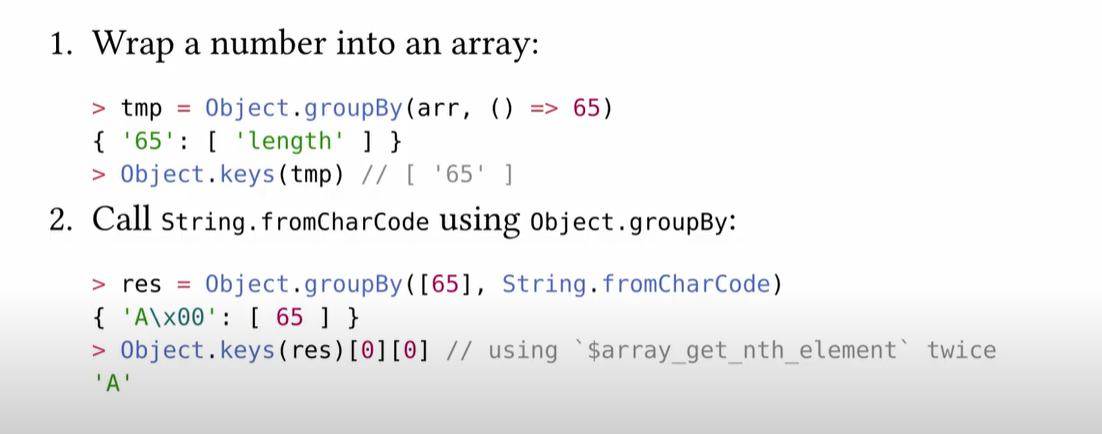 1. Wrap a number into an array:
> tmp = Object.groupBy(arr, () => 65)
{ '65': [ 'length' ] }
> Object.keys(tmp) // [ '65' ]
2. Call String.fromCharCode using Object.groupBy:
> res = Object.groupBy([65], String.fromCharCode)
{ 'A\x00': [ 65 ] }
> Object.keys(res)[0][0] // using `$array_get_nth_element` twice
'A'